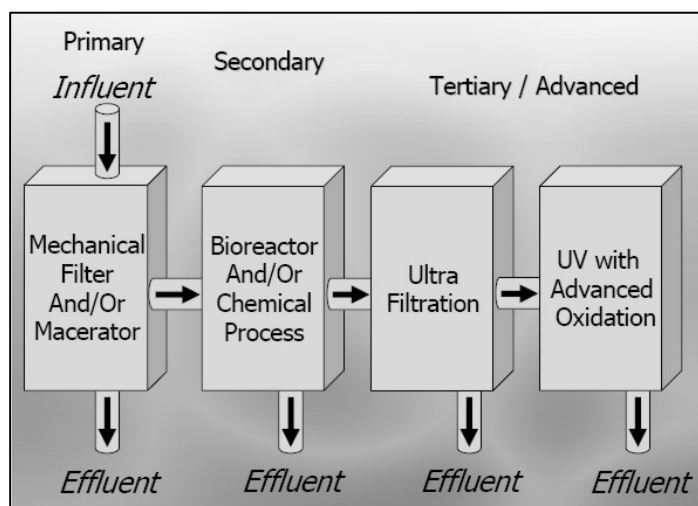 Primary
Influent
Secondary
Tertiary / Advanced
Mechanical
Filter
And/Or
Macerator
Bioreactor
And/Or
Chemical
Process
Ultra
Filtration
UV with
Advanced
Oxidation
Effluent
Effluent
Effluent
Effluent